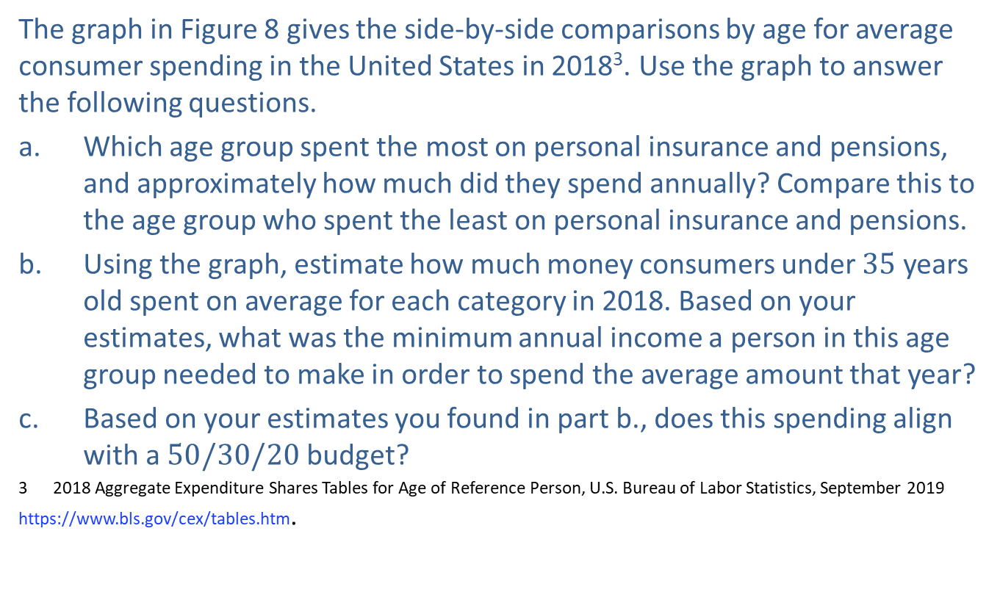 The graph in Figure 8 gives the side-by-side comparisons by age for average
consumer spending in the United States in 2018³. Use the graph to answer
the following questions.
a. Which age group spent the most on personal insurance and pensions,
and approximately how much did they spend annually? Compare this to
the age group who spent the least on personal insurance and pensions.
b. Using the graph, estimate how much money consumers under 35 years
old spent on average for each category in 2018. Based on your
estimates, what was the minimum annual income a person in this age
group needed to make in order to spend the average amount that year?
c. Based on your estimates you found in part b., does this spending align
with a 50/30/20 budget?
3 2018 Aggregate Expenditure Shares Tables for Age of Reference Person, U.S. Bureau of Labor Statistics, September 2019
https://www.bls.gov/cex/tables.htm.